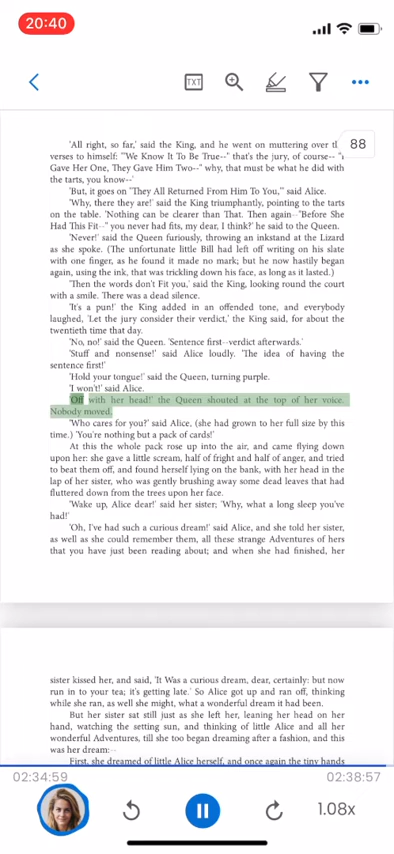 20:40
TXT
88
'All right, so far,' said the King, and he went on muttering over
verses to himself: '"We Know It To Be True--" that's the jury, of course-- "I
Gave Her One, They Gave Him Two--" why, that must be what he did with
the tarts, you know--'
'But, it goes on "They All Returned From Him To You,"' said Alice.
'Why, there they are!' said the King triumphantly, pointing to the tarts
on the table. 'Nothing can be clearer than That. Then again--"Before She
Had This Fit--" you never had fits, my dear, I think?' he said to the Queen.
'Never!' said the Queen furiously, throwing an inkstand at the Lizard
as she spoke. (The unfortunate little Bill had left off writing on his slate
with one finger, as he found it made no mark; but he now hastily began
again, using the ink, that was trickling down his face, as long as it lasted.)
'Then the words don't Fit you,' said the King, looking round the court
with a smile. There was a dead silence.
'It's a pun!' the King added in an offended tone, and everybody
laughed, 'Let the jury consider their verdict,' the King said, for about the
twentieth time that day.
'No, no!' said the Queen. 'Sentence first--verdict afterwards.'
'Stuff and nonsense!' said Alice loudly. 'The idea of having the
sentence first!'
'Hold your tongue!' said the Queen, turning purple.
'I won't!' said Alice.
'Off with her head!' the Queen shouted at the top of her voice.
Nobody moved.
'Who cares for you?' said Alice, (she had grown to her full size by this
time.) 'You're nothing but a pack of cards!'
At this the whole pack rose up into the air, and came flying down
upon her: she gave a little scream, half of fright and half of anger, and tried
to beat them off, and found herself lying on the bank, with her head in the
lap of her sister, who was gently brushing away some dead leaves that had
fluttered down from the trees upon her face.
'Wake up, Alice dear!' said her sister; 'Why, what a long sleep you've
had!'
'Oh, I've had such a curious dream!' said Alice, and she told her sister,
as well as she could remember them, all these strange Adventures of hers
that you have just been reading about; and when she had finished, her
sister kissed her, and said, 'It Was a curious dream, dear, certainly: but now
run in to your tea; it's getting late.' So Alice got up and ran off, thinking
while she ran, as well she might, what a wonderful dream it had been.
But her sister sat still just as she left her, leaning her head on her
hand, watching the setting sun, and thinking of little Alice and all her
wonderful Adventures, till she too began dreaming after a fashion, and this
was her dream:--
First, she dreamed of little Alice herself, and once again the tiny hands
02:34:59
02:38:57
1.08x